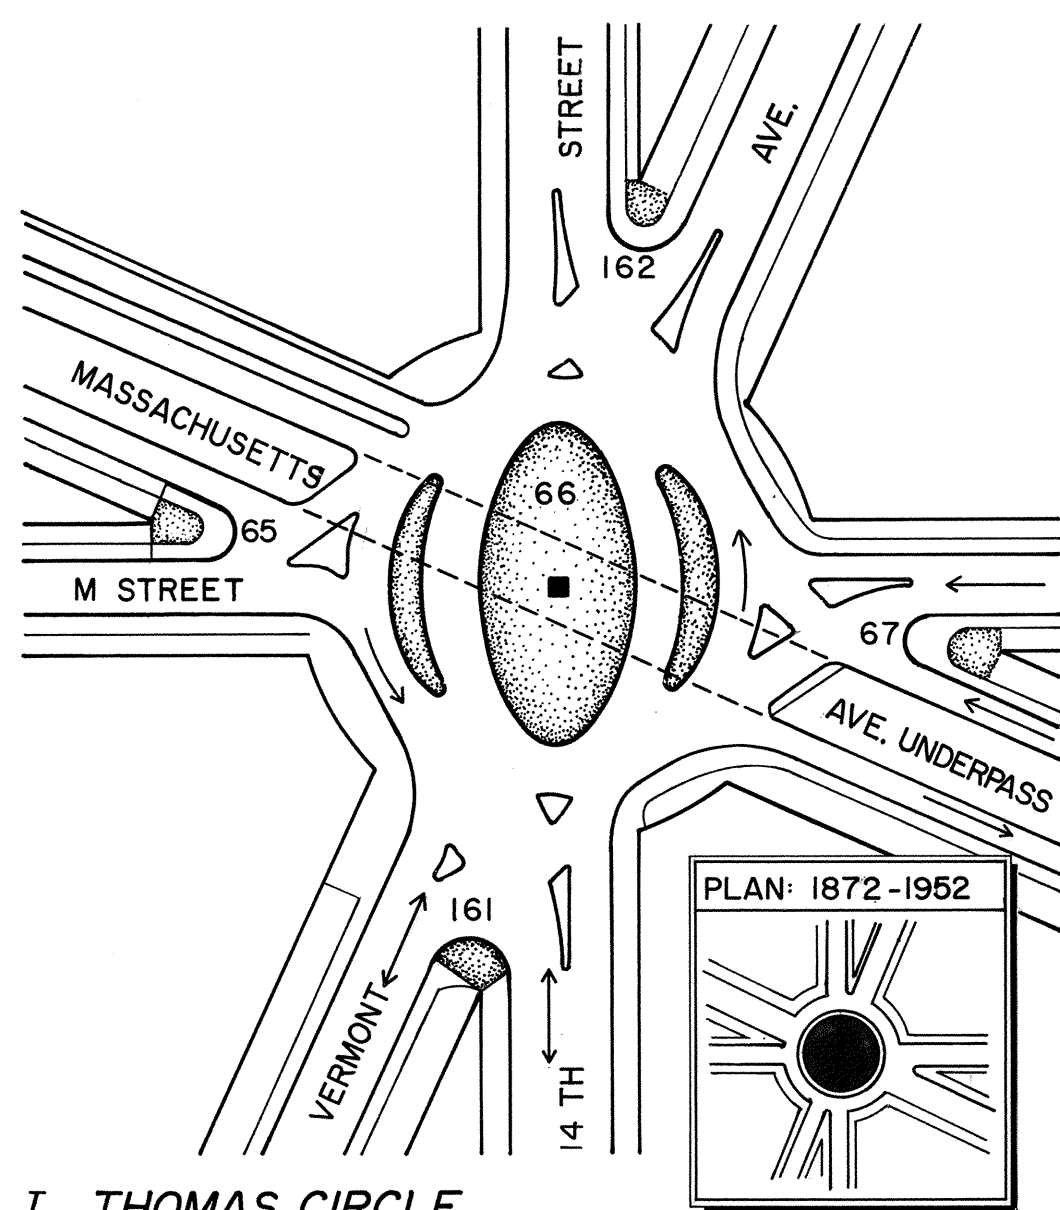 STREET
AVE.
162
MASSACHUSETTS
66
65
M STREET
67
AVE. UNDERPASS
161
VERMONT
14 TH
PLAN: 1872-1952
I THOMAS CIRCLE